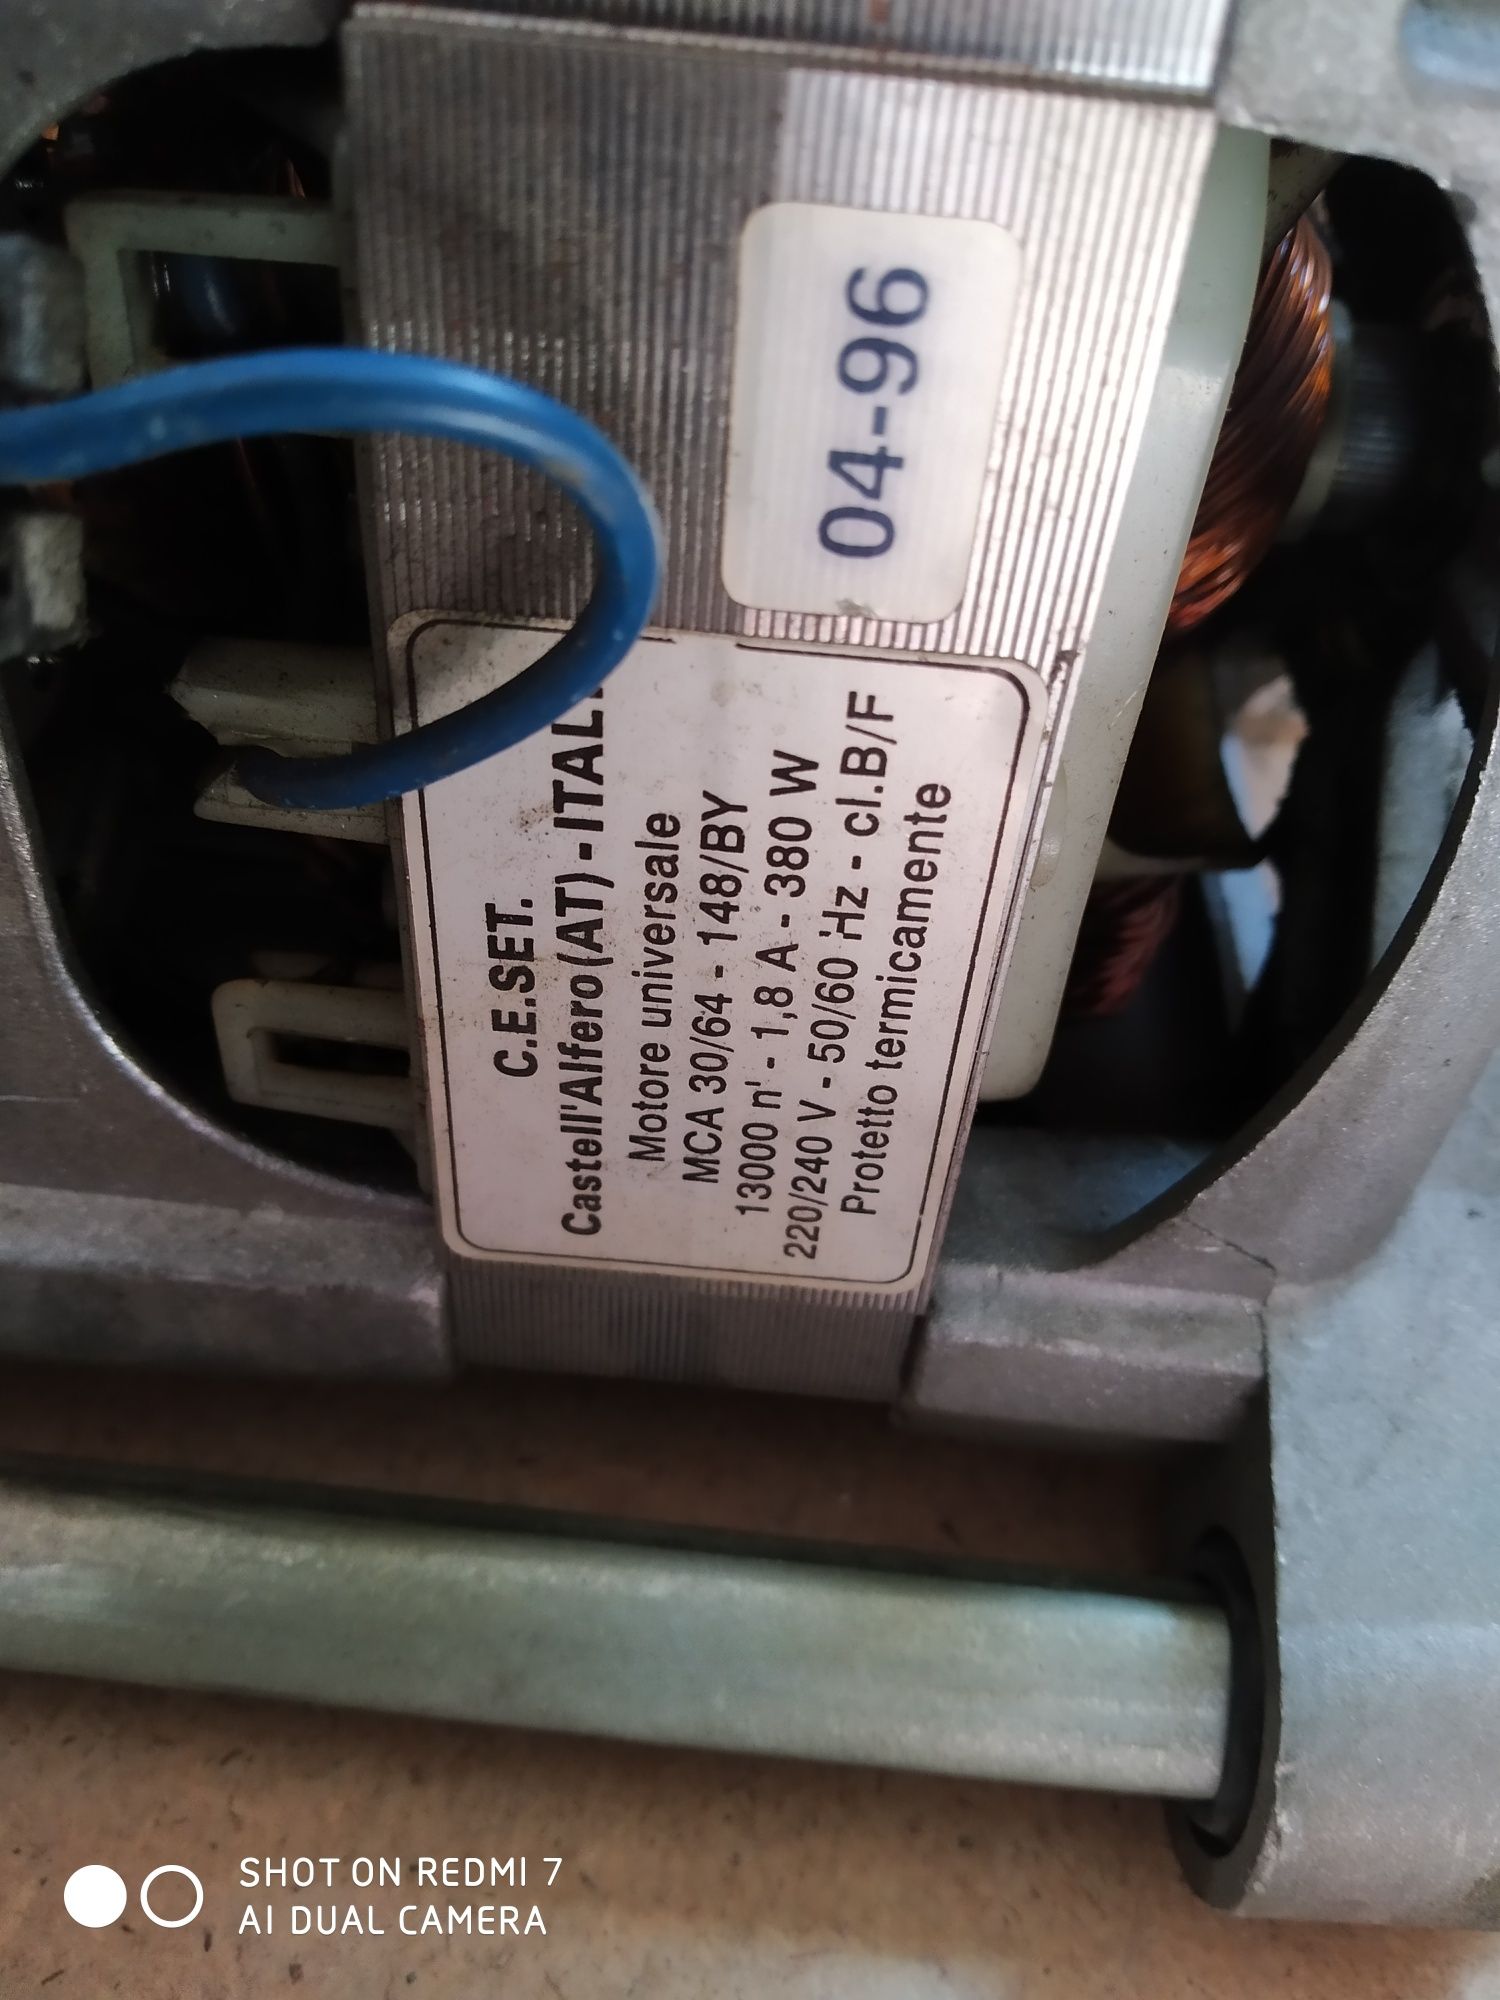 04-96
C.E.SET.
Castell'Alfero(AT)-ITAL
Motore universale
MCA 30/64 - 148/BY
13000 n' - 1,8 A - 380 W
220/240 V - 50/60 Hz - cl.B/F
Protetto termicamente
SHOT ON REDMI 7
AI DUAL CAMERA